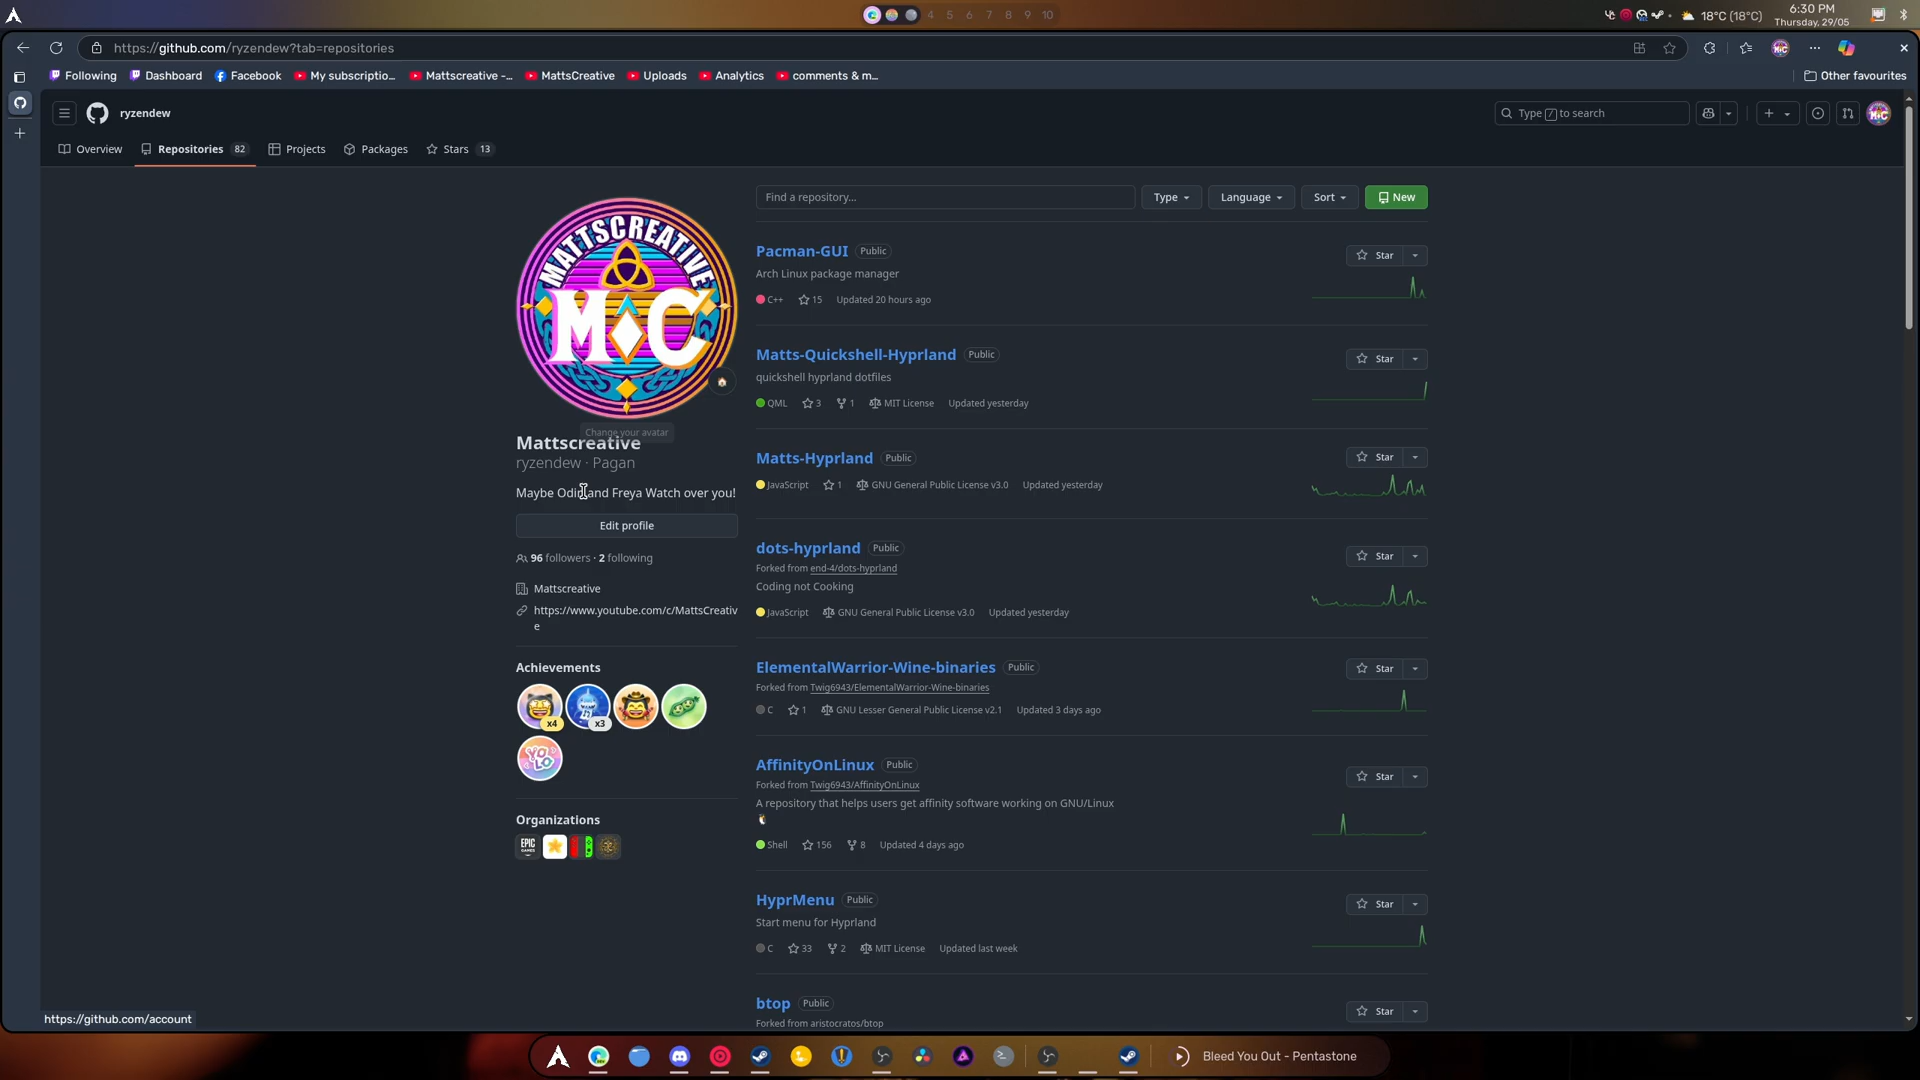 4 5 6 7 8 9 10
18°C (18°C)
6:30 PM
Thursday, 29/05
https://github.com/ryzendew?tab=repositories
Following
Dashboard
Facebook
My subscriptio...
Mattscreative -...
MattsCreative
Uploads
Analytics
comments & m...
Other favourites
ryzendew
Type / to search
Overview
Repositories 82
Projects
Packages
Stars 13
Find a repository...
Type
Language
Sort
New
MATTSCREATIVE
MC
Change your avatar
Mattscreative
ryzendew · Pagan
Maybe Odin and Freya Watch over you!
Edit profile
96 followers · 2 following
Mattscreative
https://www.youtube.com/c/MattsCreativ
e
Achievements
x4
x3
YOLO
Organizations
EPIC
GAMES
Pacman-GUI Public
Star
Arch Linux package manager
C++ 15 Updated 20 hours ago
Matts-Quickshell-Hyprland Public
Star
quickshell hyprland dotfiles
QML 3 1 MIT License Updated yesterday
Matts-Hyprland Public
Star
JavaScript 1 GNU General Public License v3.0 Updated yesterday
dots-hyprland Public
Star
Forked from end-4/dots-hyprland
Coding not Cooking
JavaScript GNU General Public License v3.0 Updated yesterday
ElementalWarrior-Wine-binaries Public
Star
Forked from Twig6943/ElementalWarrior-Wine-binaries
C 1 GNU Lesser General Public License v2.1 Updated 3 days ago
AffinityOnLinux Public
Star
Forked from Twig6943/AffinityOnLinux
A repository that helps users get affinity software working on GNU/Linux
Shell 156 8 Updated 4 days ago
HyprMenu Public
Star
Start menu for Hyprland
C 33 2 MIT License Updated last week
btop Public
Star
Forked from aristocratos/btop
https://github.com/account
Bleed You Out - Pentastone